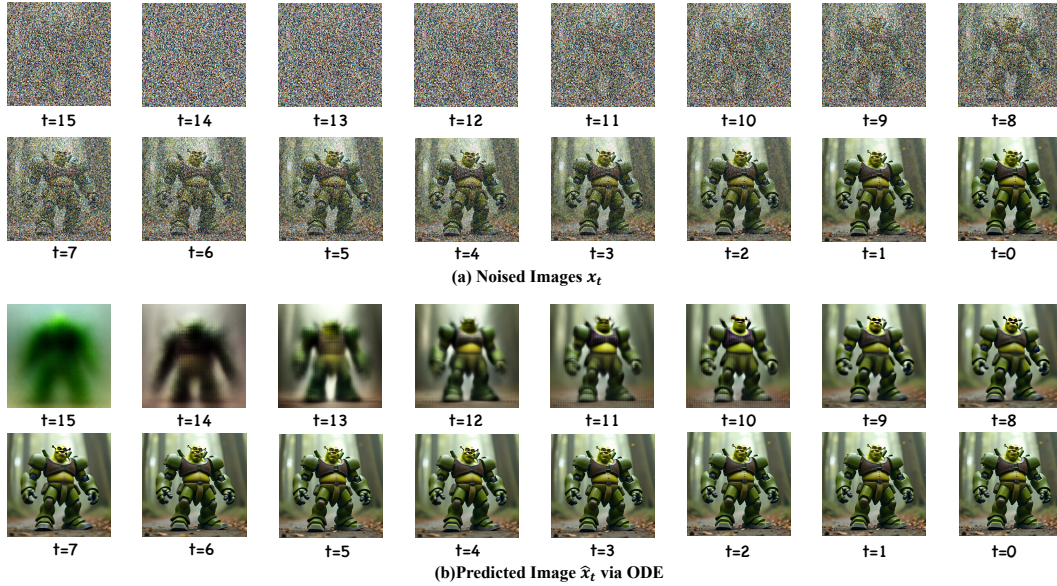 t=15 t=14 t=13 t=12 t=11 t=10 t=9 t=8
t=7 t=6 t=5 t=4 t=3 t=2 t=1 t=0
(a) Noised Images x_t
t=15 t=14 t=13 t=12 t=11 t=10 t=9 t=8
t=7 t=6 t=5 t=4 t=3 t=2 t=1 t=0
(b)Predicted Image x̂_t via ODE